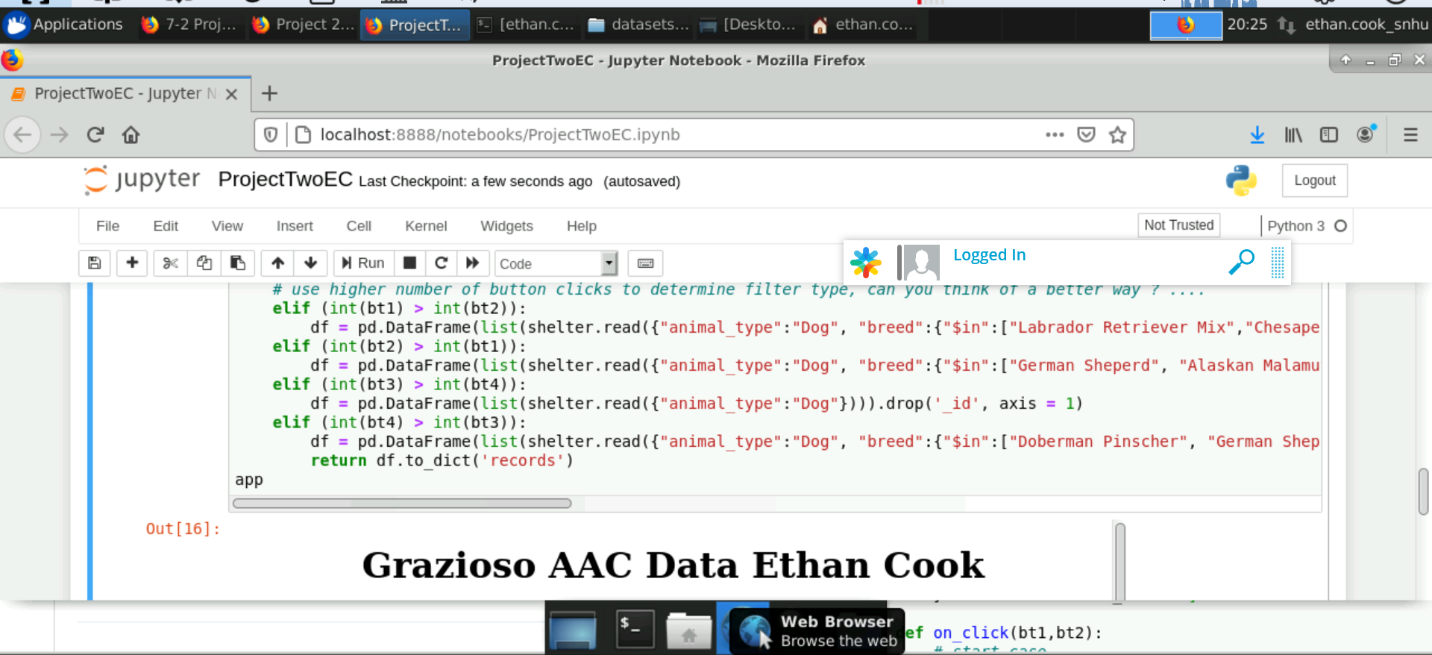 Applications 7-2 Proj... Project 2... ProjectT... [ethan.c... datasets... [Deskto... ethan.co... 20:25 ethan.cook_snhu
ProjectTwoEC - Jupyter Notebook - Mozilla Firefox
ProjectTwoEC - Jupyter N
localhost:8888/notebooks/ProjectTwoEC.ipynb
jupyter ProjectTwoEC Last Checkpoint: a few seconds ago (autosaved) Logout
File Edit View Insert Cell Kernel Widgets Help Not Trusted Python 3
Run Code Logged In
# use higher number of button clicks to determine filter type, can you think of a better way ? ....
elif (int(bt1) > int(bt2)):
df = pd.DataFrame(list(shelter.read({"animal_type":"Dog", "breed":{"$in":["Labrador Retriever Mix","Chesape
elif (int(bt2) > int(bt1)):
df = pd.DataFrame(list(shelter.read({"animal_type":"Dog", "breed":{"$in":["German Sheperd", "Alaskan Malamu
elif (int(bt3) > int(bt4)):
df = pd.DataFrame(list(shelter.read({"animal_type":"Dog"}))).drop('_id', axis = 1)
elif (int(bt4) > int(bt3)):
df = pd.DataFrame(list(shelter.read({"animal_type":"Dog", "breed":{"$in":["Doberman Pinscher", "German Shep
return df.to_dict('records')
app
Out[16]:
Grazioso AAC Data Ethan Cook
Web Browser
Browse the web
ef on_click(bt1,bt2):
# start case